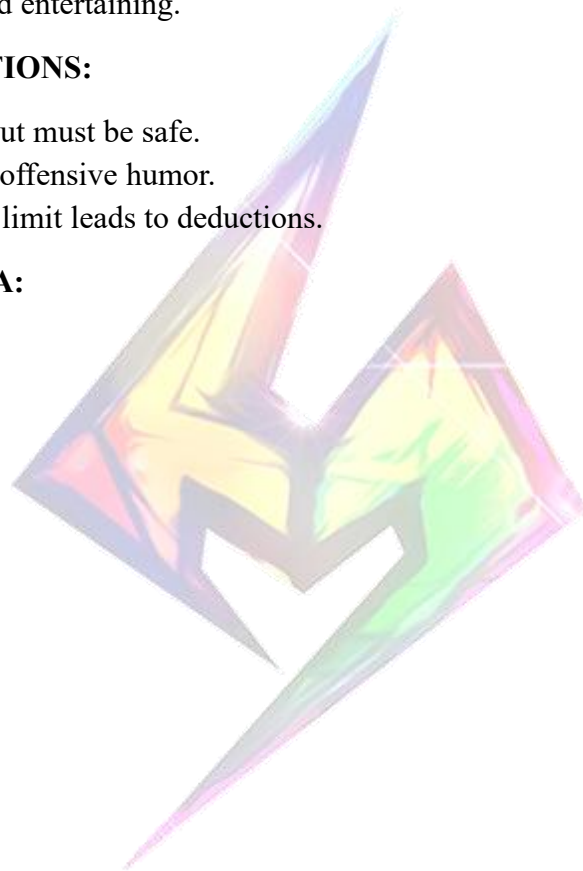 d entertaining.
TIONS:
ut must be safe.
offensive humor.
limit leads to deductions.
A: